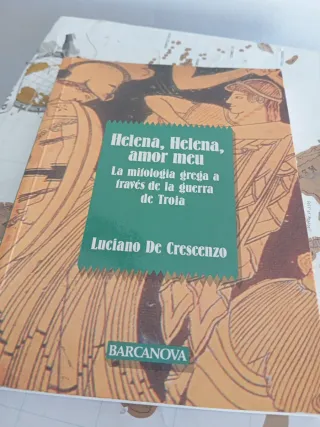 Helena, Helena,
amor meu
La mitologia grega a
través de la guerra
de Troia
Luciano De Crescenzo
BARCANOVA